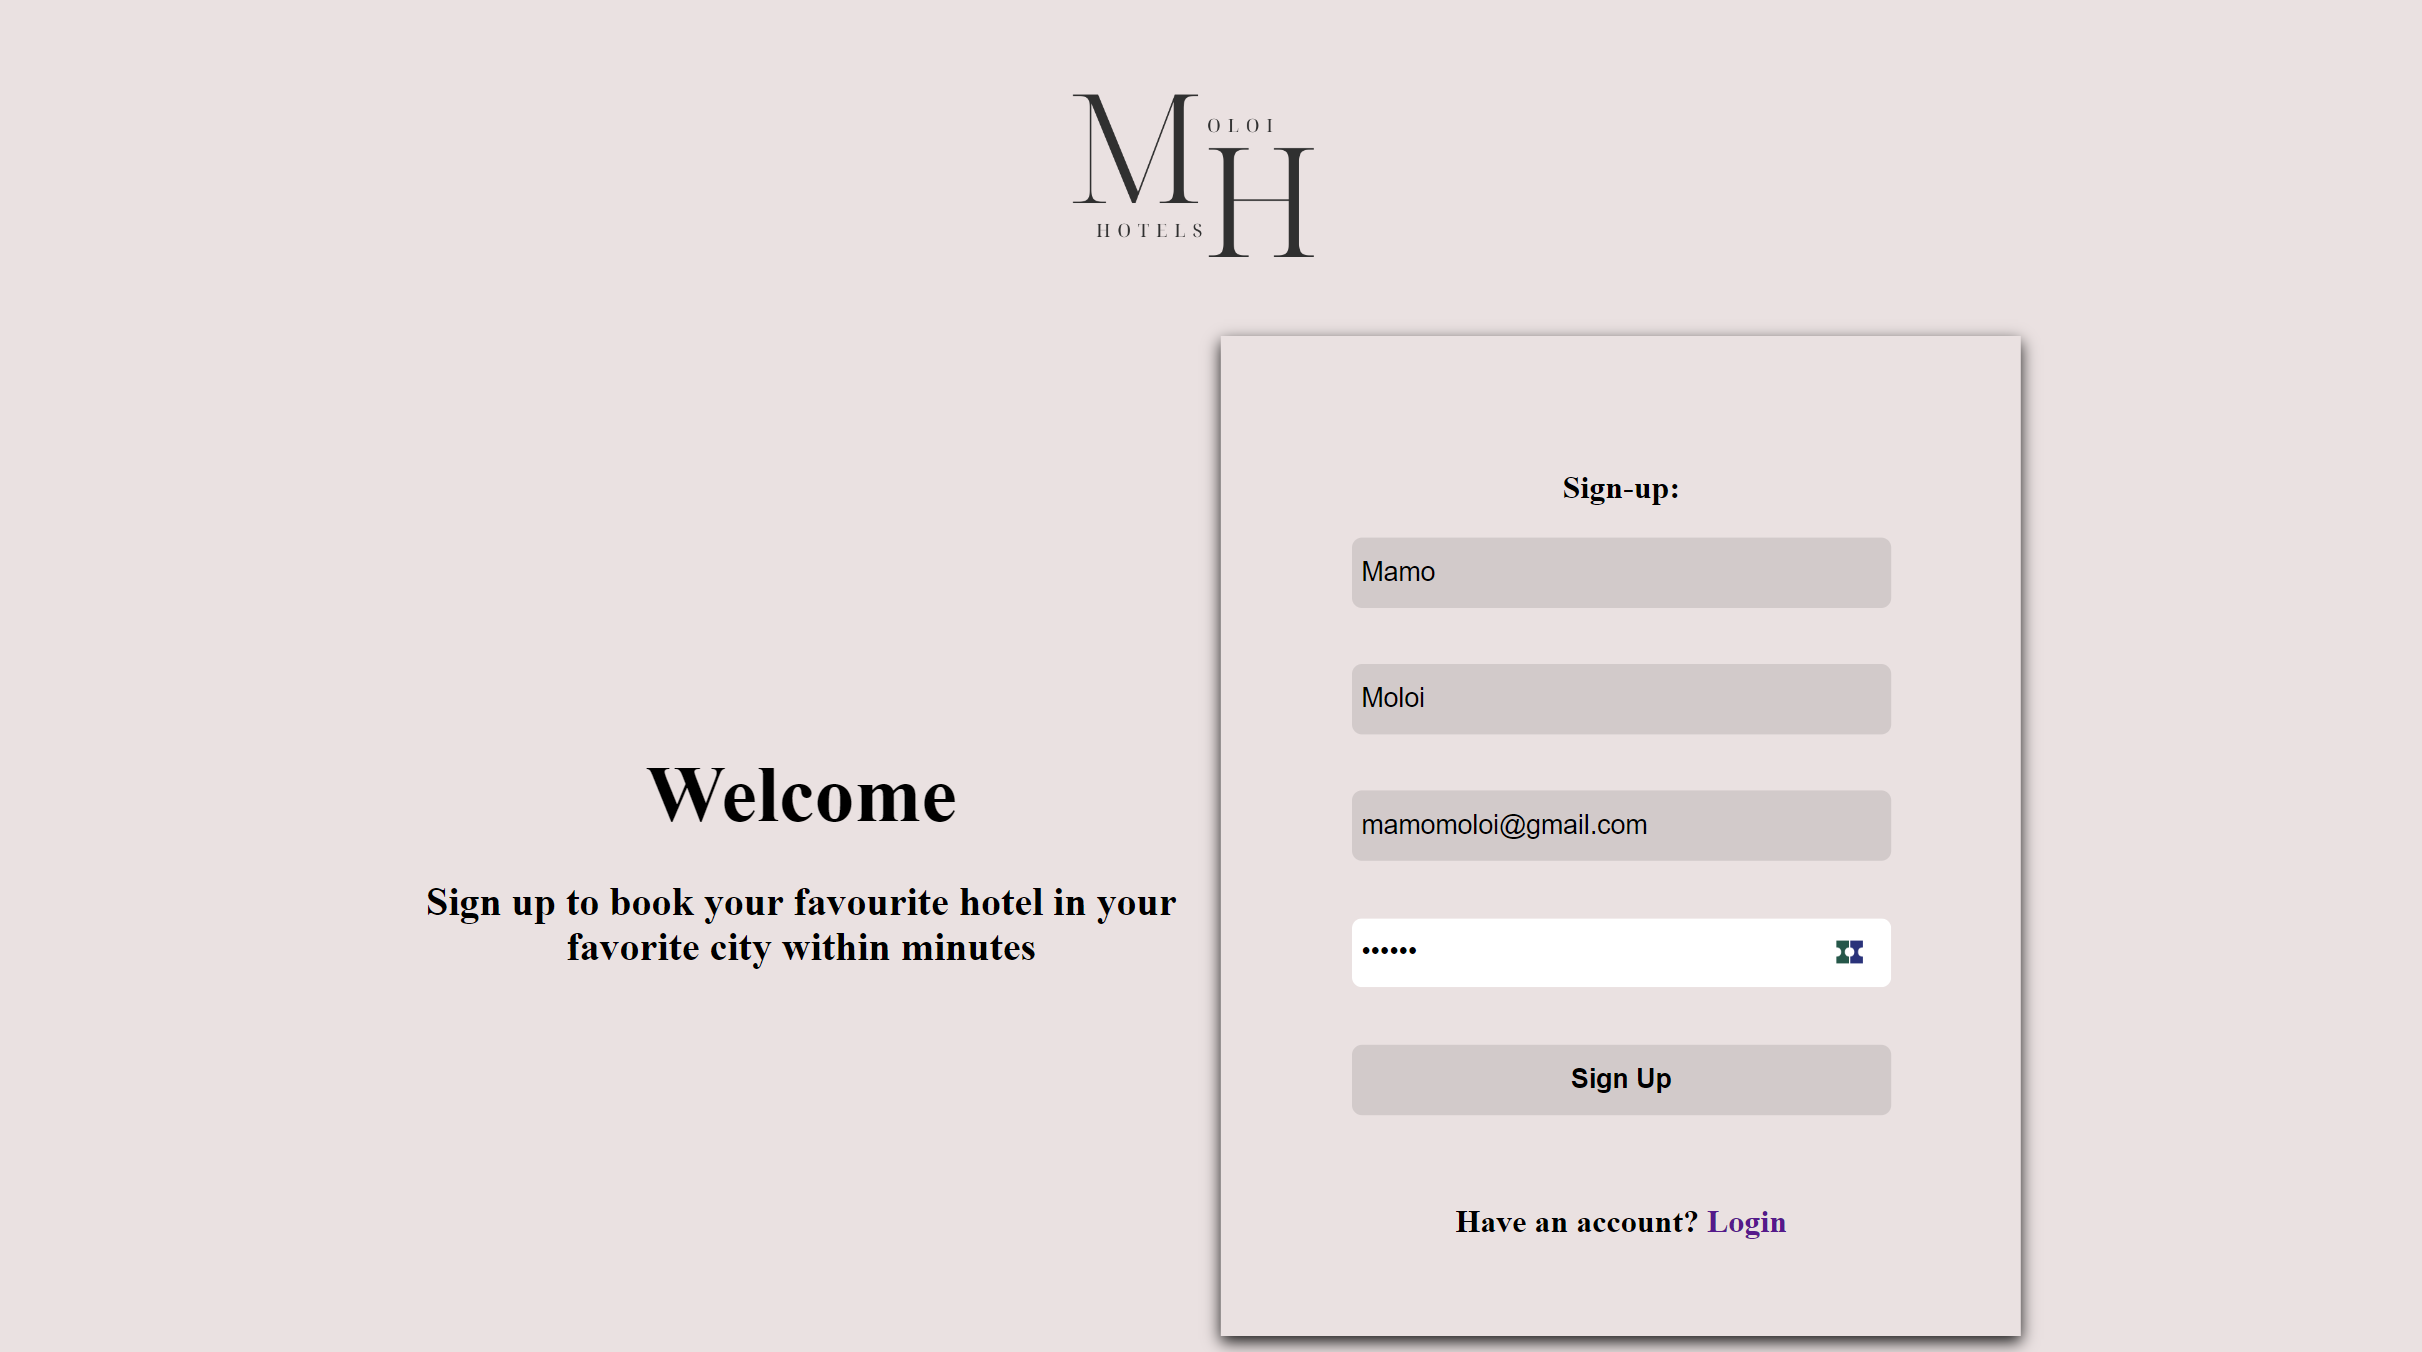 M OLOI
HOTELS H
Welcome
Sign up to book your favourite hotel in your
favorite city within minutes
Sign-up:
Mamo
Moloi
mamomoloi@gmail.com
••••••
Sign Up
Have an account? Login